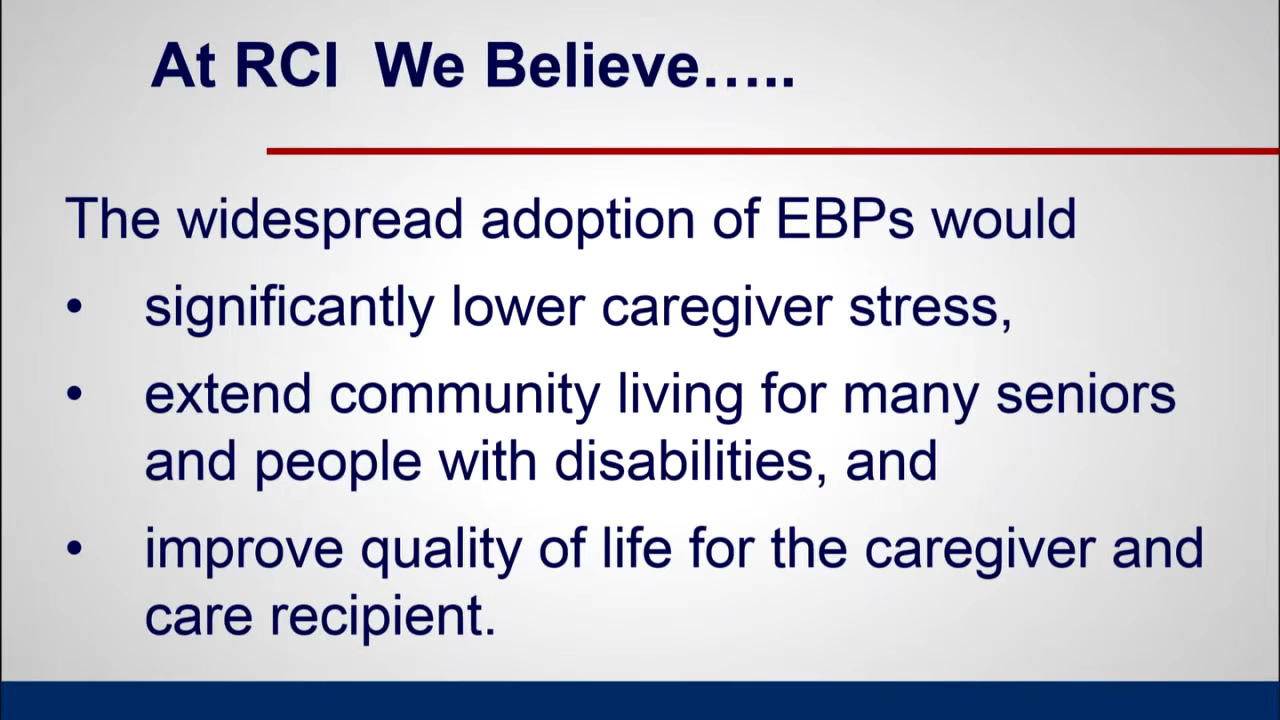 At RCI  We Believe…..
The widespread adoption of EBPs would
• significantly lower caregiver stress,
• extend community living for many seniors
and people with disabilities, and
• improve quality of life for the caregiver and
care recipient.